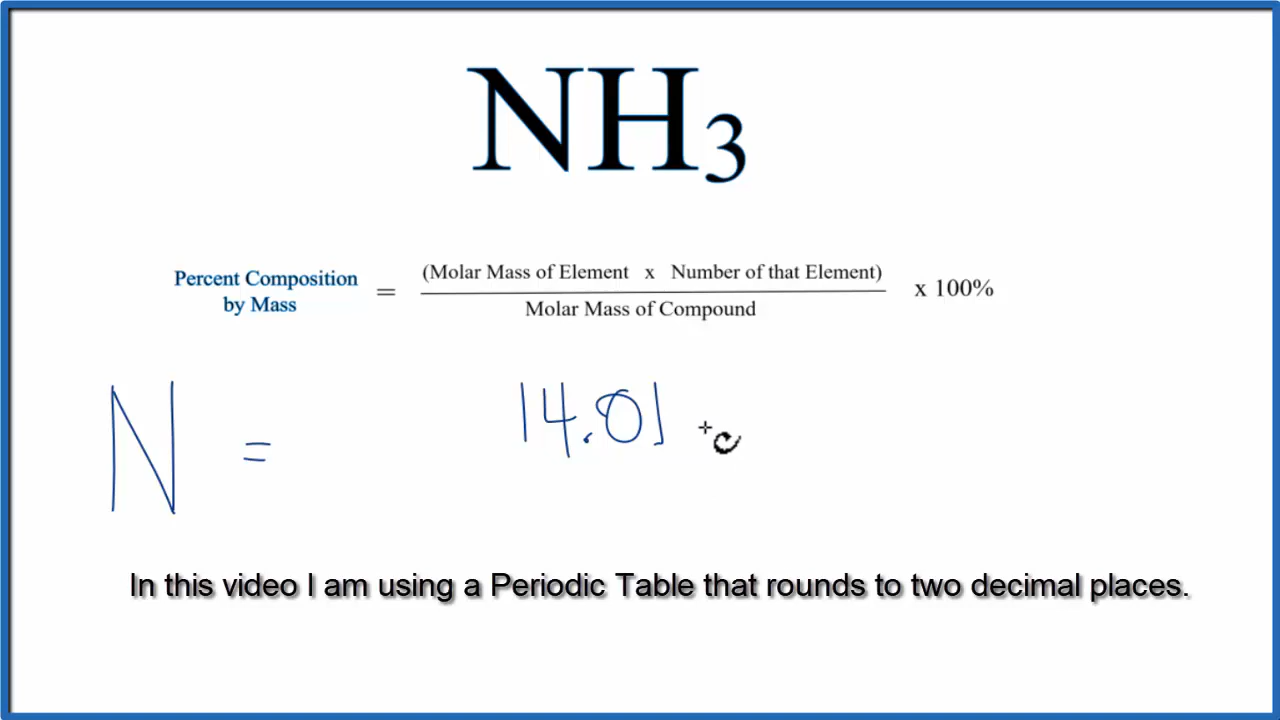 NH₃
Percent Composition
by Mass
=
(Molar Mass of Element x Number of that Element)
Molar Mass of Compound
x 100%
N = 14.01
In this video I am using a Periodic Table that rounds to two decimal places.